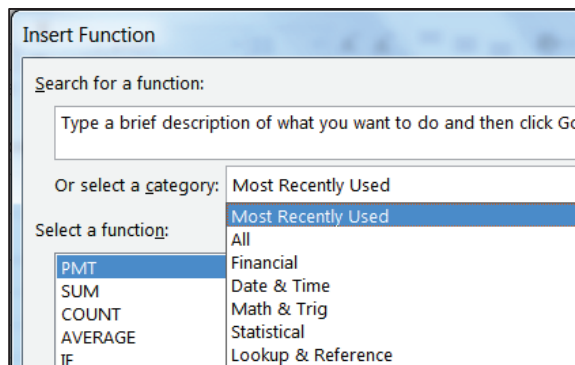 Insert Function
Search for a function:
Type a brief description of what you want to do and then click Go
Or select a category: Most Recently Used
Most Recently Used
Select a function:
All
Financial
PMT
Date & Time
SUM
Math & Trig
COUNT
Statistical
AVERAGE
Lookup & Reference
IF